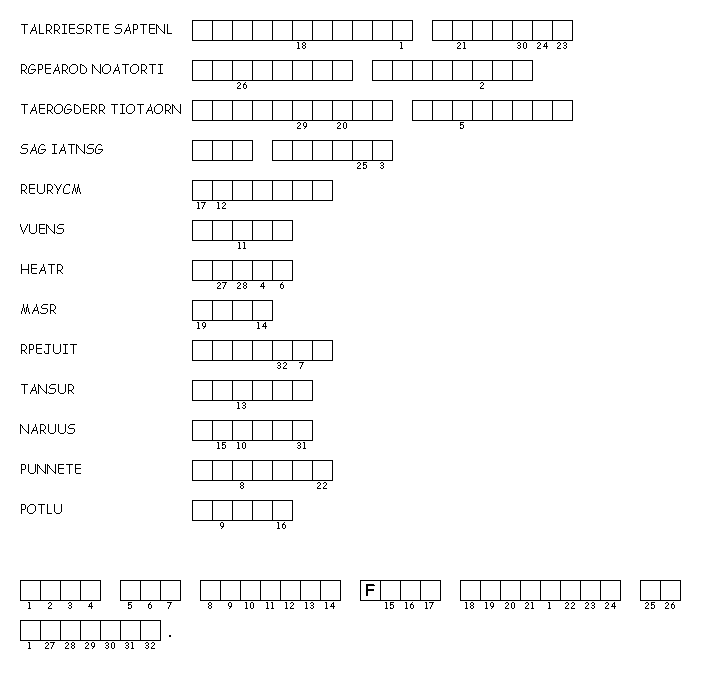 TALRRIESRTE SAPTENL
18 1 21 30 24 23
RGPEAROD NOATORTI
26 2
TAEROGDERR TIOTAORN
29 20 5
SAG IATNSG
25 3
REURYCM
17 12
VUENS
11
HEATR
27 28 4 6
MASR
19 14
RPEJUIT
32 7
TANSUR
13
NARUUS
15 10 31
PUNNETE
8 22
POTLU
9 16
F
1 2 3 4 5 6 7 8 9 10 11 12 13 14 15 16 17 18 19 20 21 1 22 23 24 25 26
.
1 27 28 29 30 31 32